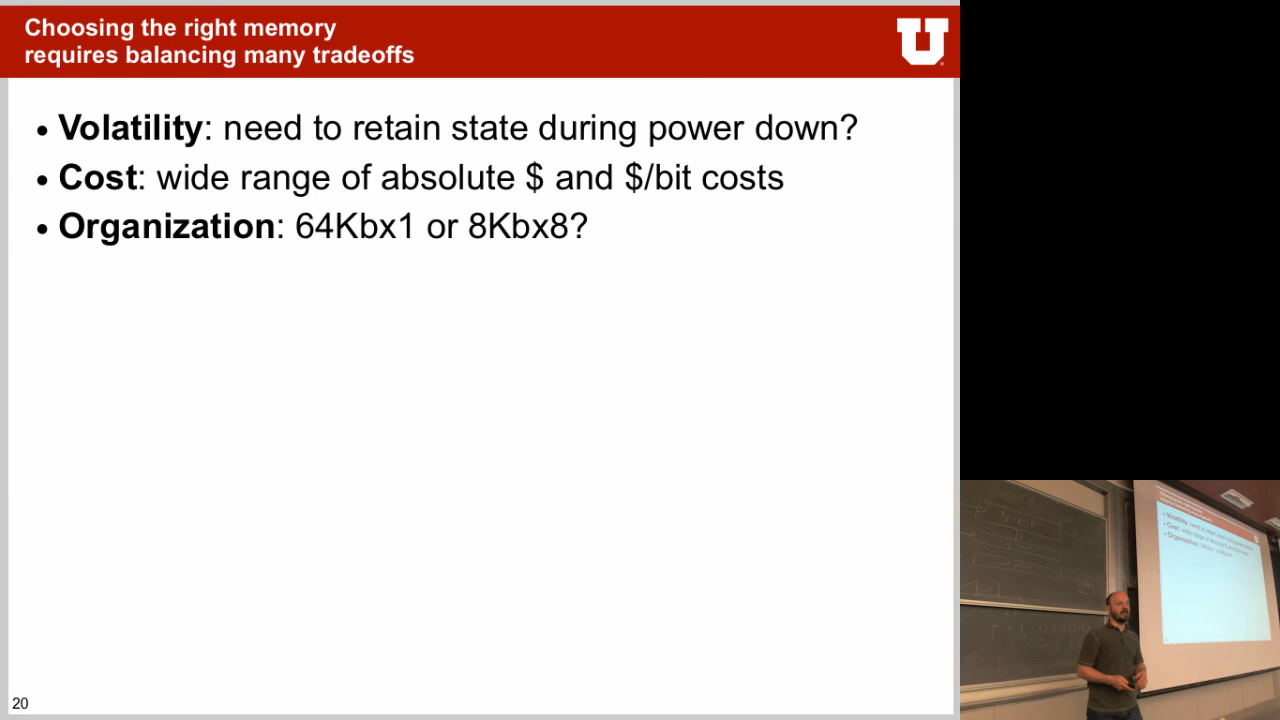 Choosing the right memory
requires balancing many tradeoffs
U
• Volatility: need to retain state during power down?
• Cost: wide range of absolute $ and $/bit costs
• Organization: 64Kbx1 or 8Kbx8?
20
N-bit